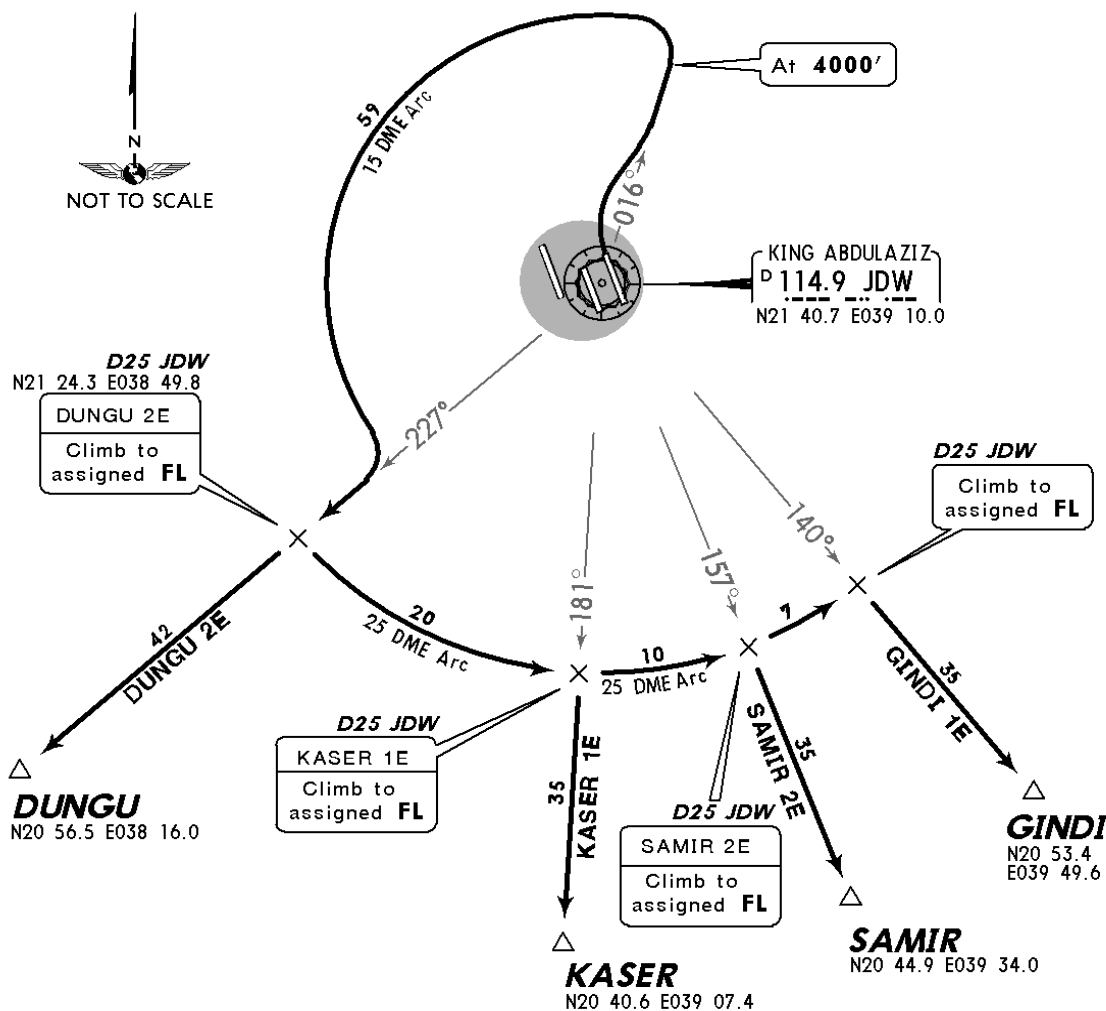 At 4000'
59
15 DME Arc
N
NOT TO SCALE
016°
KING ABDULAZIZ
D 114.9 JDW
N21 40.7 E039 10.0
D25 JDW
N21 24.3 E038 49.8
DUNGU 2E
Climb to
assigned FL
227°
D25 JDW
Climb to
assigned FL
140°
157°
181°
20
25 DME Arc
42
DUNGU 2E
10
25 DME Arc
7
35
GINDI 1E
D25 JDW
KASER 1E
Climb to
assigned FL
35
KASER 1E
35
SAMIR 2E
D25 JDW
SAMIR 2E
Climb to
assigned FL
DUNGU
N20 56.5 E038 16.0
GINDI
N20 53.4
E039 49.6
SAMIR
N20 44.9 E039 34.0
KASER
N20 40.6 E039 07.4